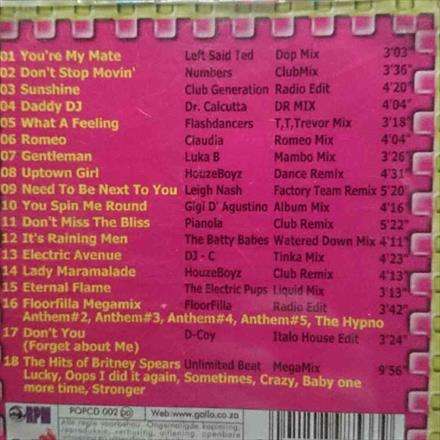 01 You're My Mate Left Said Ted Dop Mix 3'03"
02 Don't Stop Movin' Numbers ClubMix 3'36"
03 Sunshine Club Generation Radio Edit 4'20"
04 Daddy DJ Dr. Calcutta DR MIX 4'04"
05 What A Feeling Flashdancers T,T,Trevor Mix 3'18"
06 Romeo Claudia Romeo Mix 4'04"
07 Gentleman Luka B Mambo Mix 3'26"
08 Uptown Girl HouzeBoyz Dance Remix 3'31"
09 Need To Be Next To You Leigh Nash Factory Team Remix 5'20"
10 You Spin Me Round Gigi D' Agustino Album Mix 4'16"
11 Don't Miss The Bliss Pianola Club Remix 5'22"
12 It's Raining Men The Batty Babes Watered Down Mix 4'11"
13 Electric Avenue DJ - C Tinka Mix 4'23"
14 Lady Maramalade HouzeBoyz Club Remix 4'13"
15 Eternal Flame The Electric Pups Liquid Mix 3'13"
16 Floorfilla Megamix FloorFilla Radio Edit 3'42"
Anthem#2, Anthem#3, Anthem#4, Anthem#5, The Hypno
17 Don't You D-Coy Italo House Edit 3'24"
(Forget about Me)
18 The Hits of Britney Spears Unlimited Beat MegaMix 9'56"
Lucky, Oops I did it again, Sometimes, Crazy, Baby one
more time, Stronger
RPM POPCD 002 Web:www.gallo.co.za
Alle regte voorbehou. Ongemagtigde kopiëring,